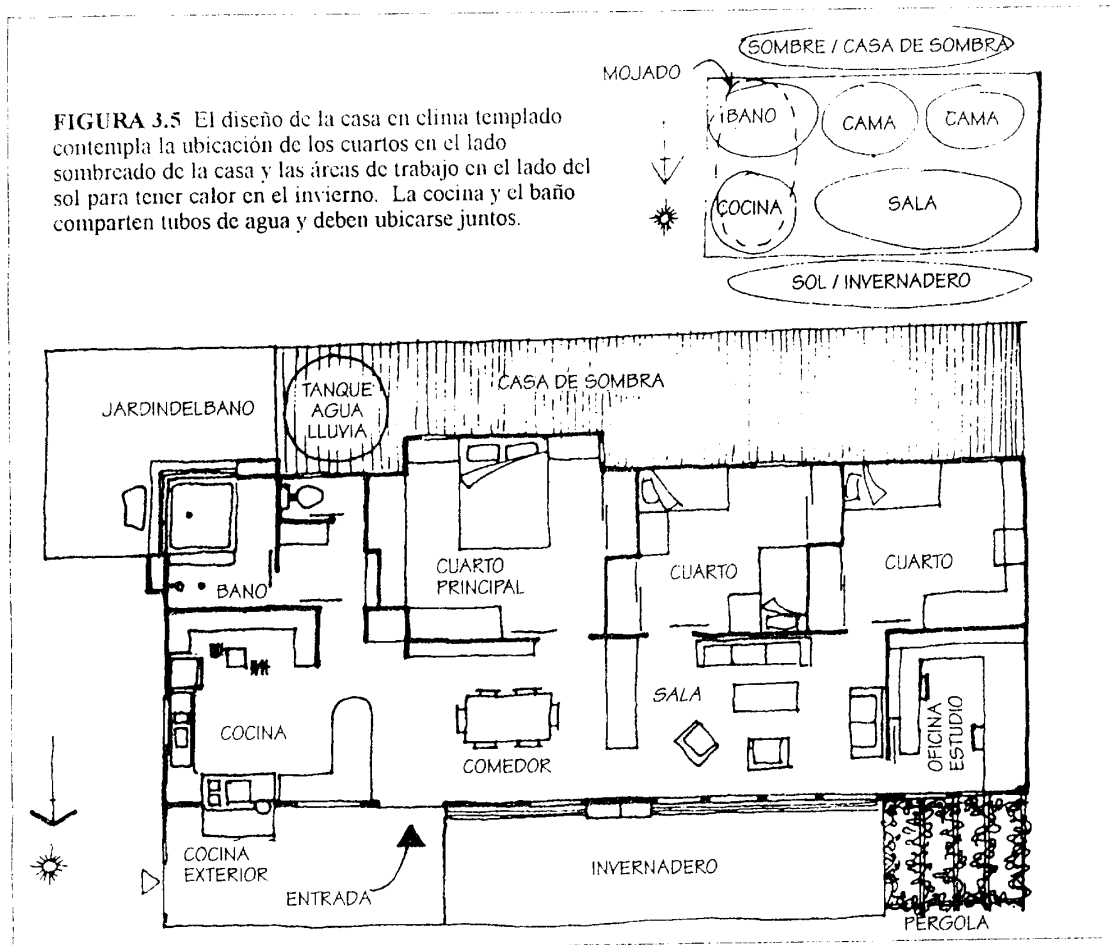 FIGURA 3.5 El diseño de la casa en clima templado
contempla la ubicación de los cuartos en el lado
sombreado de la casa y las áreas de trabajo en el lado del
sol para tener calor en el invierno. La cocina y el baño
comparten tubos de agua y deben ubicarse juntos.
SOMBRE / CASA DE SOMBRA
MOJADO
BANO
CAMA
CAMA
COCINA
SALA
SOL / INVERNADERO
JARDINDELBANO
TANQUE
AGUA
LLUVIA
CASA DE SOMBRA
BANO
CUARTO
PRINCIPAL
CUARTO
CUARTO
COCINA
COMEDOR
SALA
OFICINA
ESTUDIO
COCINA
EXTERIOR
ENTRADA
INVERNADERO
PERGOLA